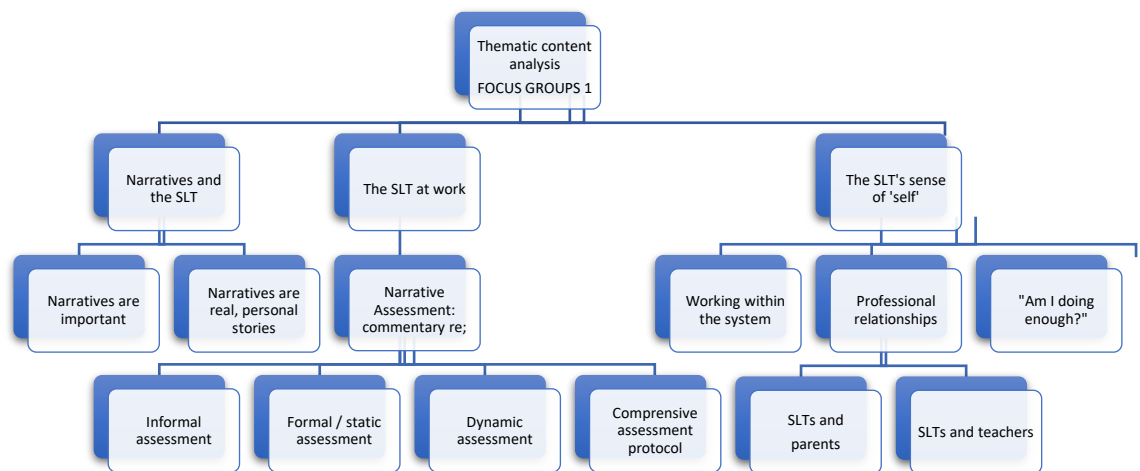 Thematic content
analysis
FOCUS GROUPS 1
Narratives and
the SLT
The SLT at work
The SLT's sense
of 'self'
Narratives are
important
Narratives are
real, personal
stories
Narrative
Assessment:
commentary re;
Working within
the system
Professional
relationships
"Am I doing
enough?"
Informal
assessment
Formal / static
assessment
Dynamic
assessment
Comprensive
assessment
protocol
SLTs and
parents
SLTs and teachers